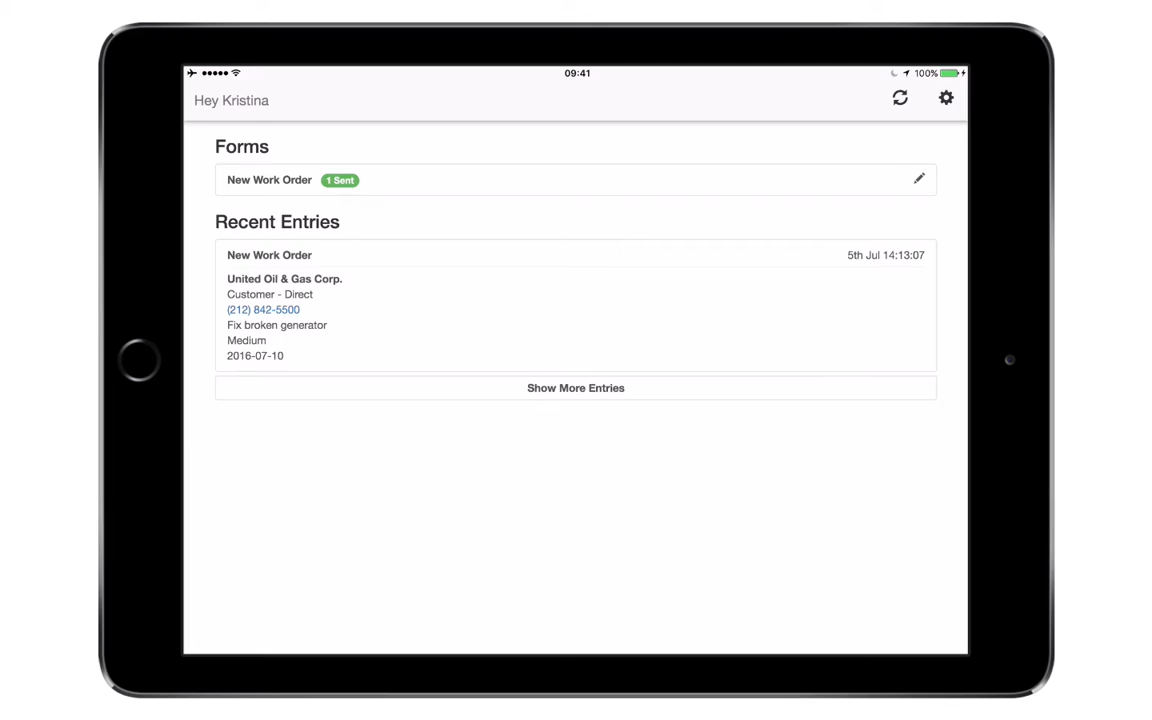 09:41
100%
Hey Kristina
Forms
New Work Order 1 Sent
Recent Entries
New Work Order 5th Jul 14:13:07
United Oil & Gas Corp.
Customer - Direct
(212) 842-5500
Fix broken generator
Medium
2016-07-10
Show More Entries